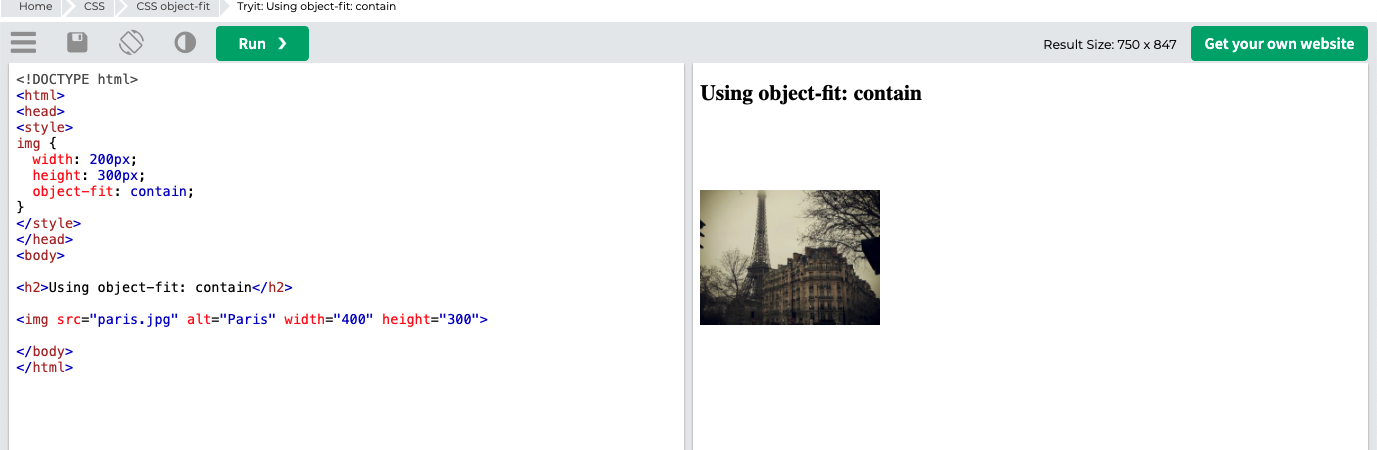 Home CSS CSS object-fit Tryit: Using object-fit: contain
Run ❯
Result Size: 750 x 847
Get your own website
<!DOCTYPE html>
<html>
<head>
<style>
img {
  width: 200px;
  height: 300px;
  object-fit: contain;
}
</style>
</head>
<body>

<h2>Using object-fit: contain</h2>

<img src="paris.jpg" alt="Paris" width="400" height="300">

</body>
</html>
Using object-fit: contain